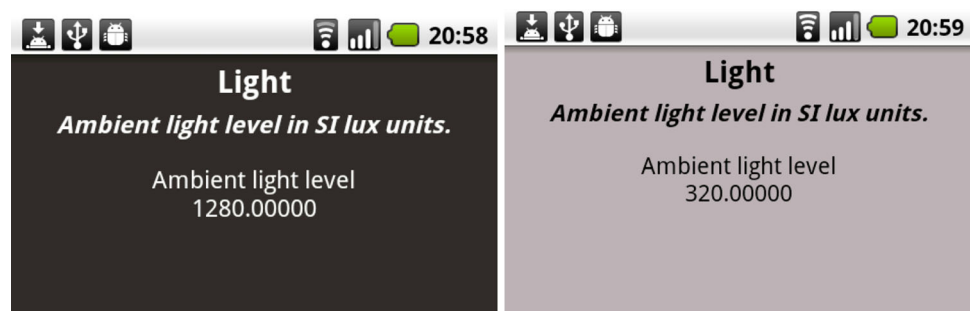 20:58
Light
Ambient light level in SI lux units.
Ambient light level
1280.00000
20:59
Light
Ambient light level in SI lux units.
Ambient light level
320.00000